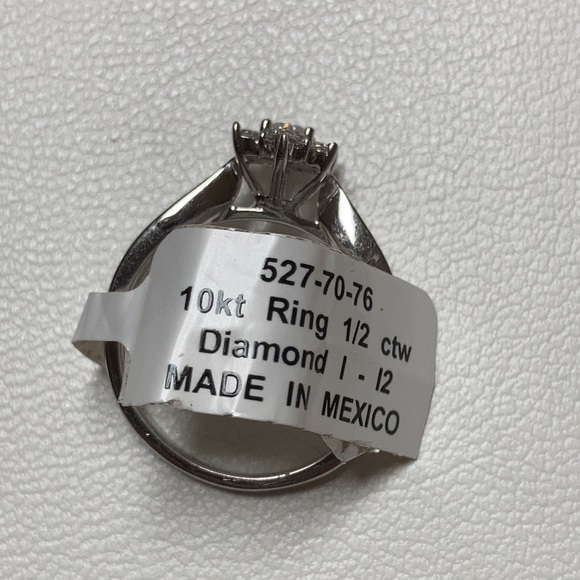 527-70-76
10kt Ring 1/2 ctw
Diamond I - I2
MADE IN MEXICO